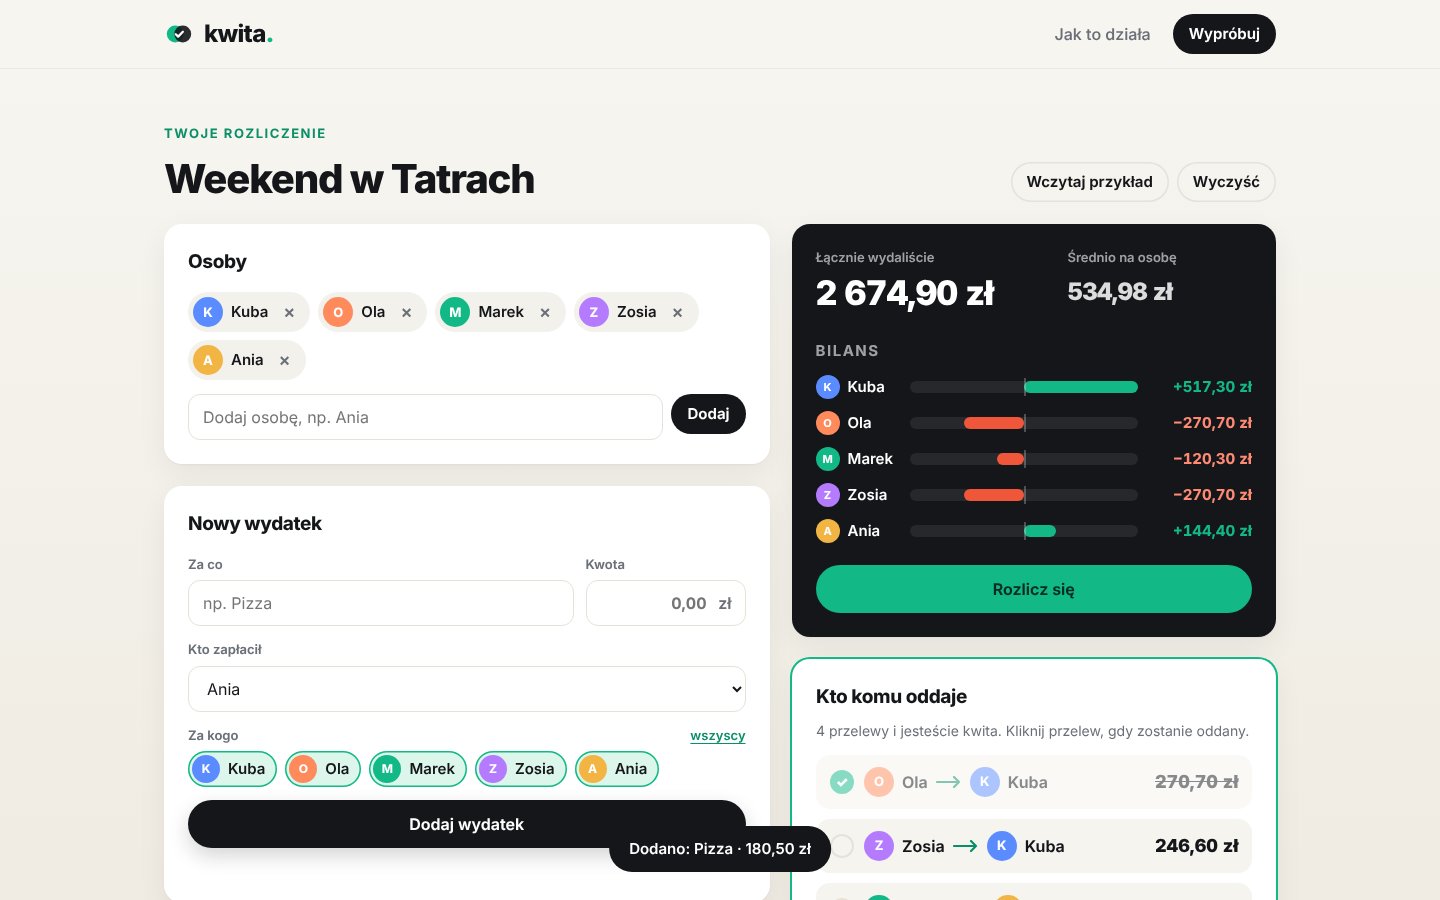 kwita.
Jak to działa
Wypróbuj
TWOJE ROZLICZENIE
Weekend w Tatrach
Wczytaj przykład
Wyczyść
Osoby
K Kuba ×
O Ola ×
M Marek ×
Z Zosia ×
A Ania ×
Dodaj osobę, np. Ania
Dodaj
Nowy wydatek
Za co
Kwota
np. Pizza
0,00 zł
Kto zapłacił
Ania
Za kogo
wszyscy
K Kuba
O Ola
M Marek
Z Zosia
A Ania
Dodaj wydatek
Łącznie wydaliście
2 674,90 zł
Średnio na osobę
534,98 zł
BILANS
K Kuba +517,30 zł
O Ola −270,70 zł
M Marek −120,30 zł
Z Zosia −270,70 zł
A Ania +144,40 zł
Rozlicz się
Kto komu oddaje
4 przelewy i jesteście kwita. Kliknij przelew, gdy zostanie oddany.
O Ola → K Kuba 270,70 zł
Z Zosia → K Kuba 246,60 zł
Dodano: Pizza · 180,50 zł